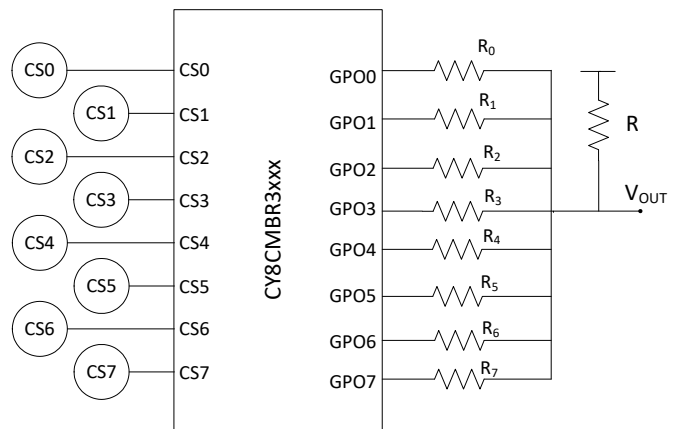 CS0
CS1
CS2
CS3
CS4
CS5
CS6
CS7
CS0
CS1
CS2
CS3
CS4
CS5
CS6
CS7
CY8CMBR3xxx
GPO0
GPO1
GPO2
GPO3
GPO4
GPO5
GPO6
GPO7
R0
R1
R2
R3
R4
R5
R6
R7
R
VOUT